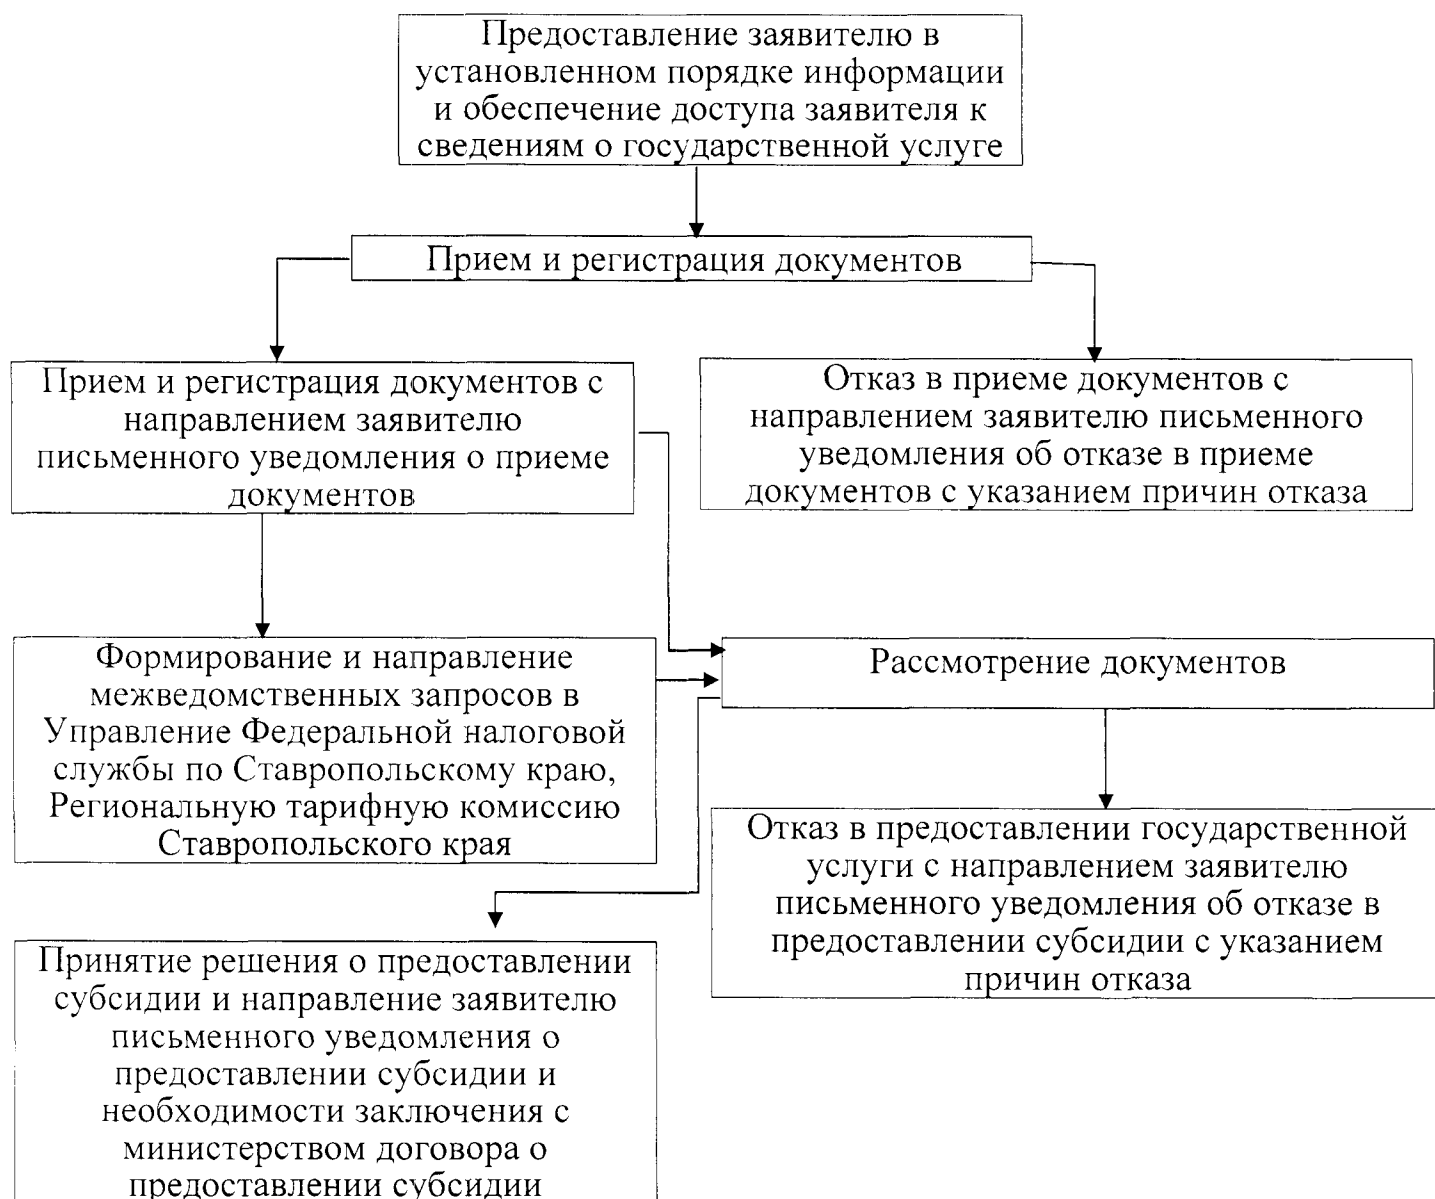 Предоставление заявителю в
установленном порядке информации
и обеспечение доступа заявителя к
сведениям о государственной услуге
Прием и регистрация документов
Прием и регистрация документов с
направлением заявителю
письменного уведомления о приеме
документов
Отказ в приеме документов с
направлением заявителю письменного
уведомления об отказе в приеме
документов с указанием причин отказа
Формирование и направление
межведомственных запросов в
Управление Федеральной налоговой
службы по Ставропольскому краю,
Региональную тарифную комиссию
Ставропольского края
Рассмотрение документов
Отказ в предоставлении государственной
услуги с направлением заявителю
письменного уведомления об отказе в
предоставлении субсидии с указанием
причин отказа
Принятие решения о предоставлении
субсидии и направление заявителю
письменного уведомления о
предоставлении субсидии и
необходимости заключения с
министерством договора о
предоставлении субсидии